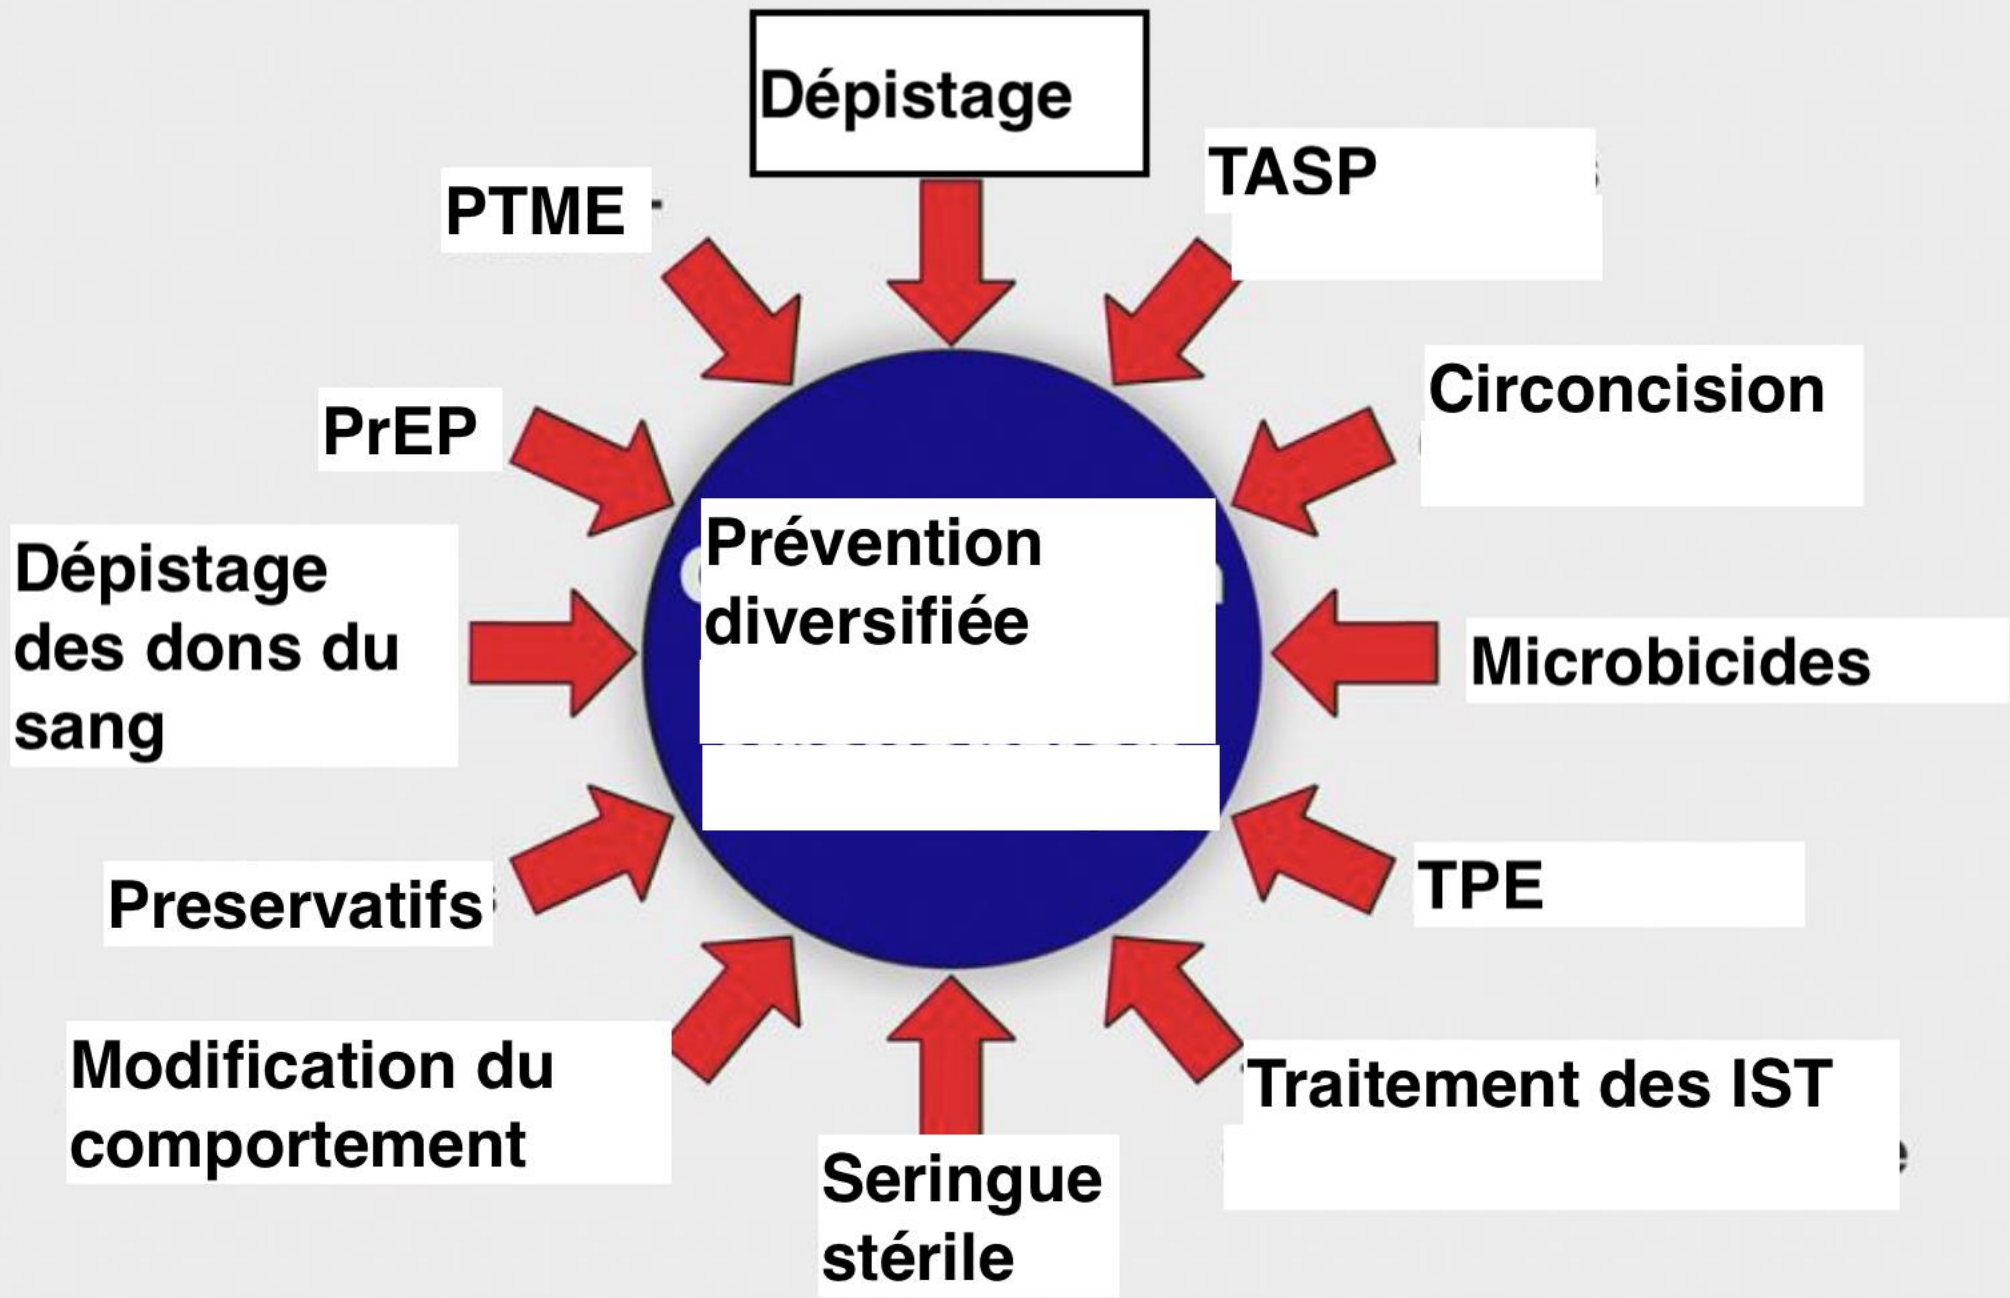 Dépistage
TASP
PTME
Circoncision
PrEP
Prévention
diversifiée
Dépistage
des dons du
sang
Microbicides
Preservatifs
TPE
Modification du
comportement
Traitement des IST
Seringue
stérile